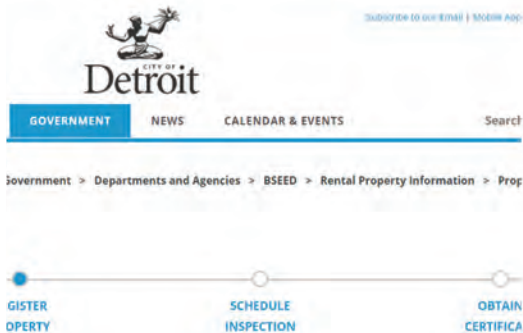 Subscribe to our Email | Mobile App
CITY OF
Detroit
GOVERNMENT NEWS CALENDAR & EVENTS Search
Government > Departments and Agencies > BSEED > Rental Property Information > Prop
GISTER SCHEDULE OBTAIN
OPERTY INSPECTION CERTIFICA